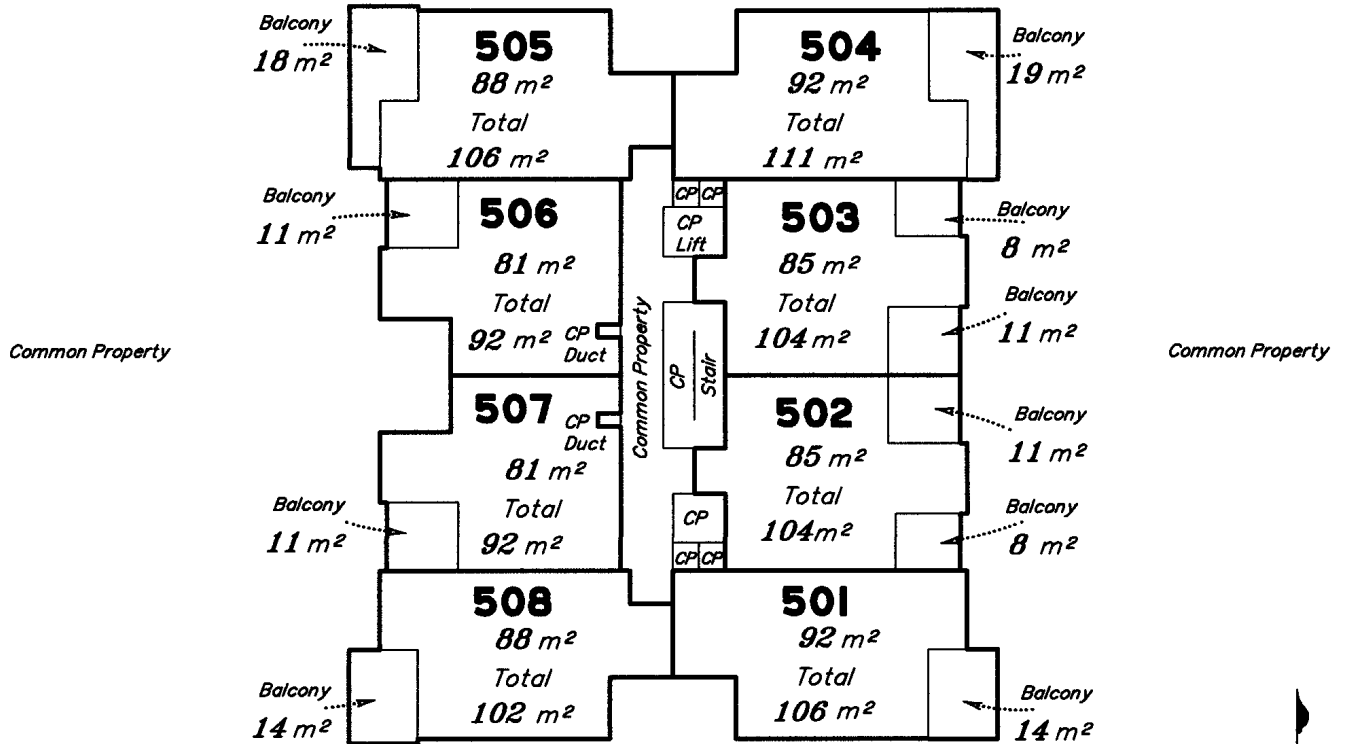 Balcony
18 m²
505
88 m²
Total
106 m²
504
92 m²
Total
111 m²
Balcony
19 m²
Balcony
11 m²
506
81 m²
Total
92 m²
CP
Duct
CP CP
CP
Lift
503
85 m²
Total
104 m²
Balcony
8 m²
Balcony
11 m²
Common Property
Common Property
CP
Stair
Common Property
507
81 m²
Total
92 m²
CP
Duct
Balcony
11 m²
CP
CP CP
502
85 m²
Total
104m²
Balcony
11 m²
Balcony
8 m²
508
88 m²
Total
102 m²
Balcony
14 m²
501
92 m²
Total
106 m²
Balcony
14 m²